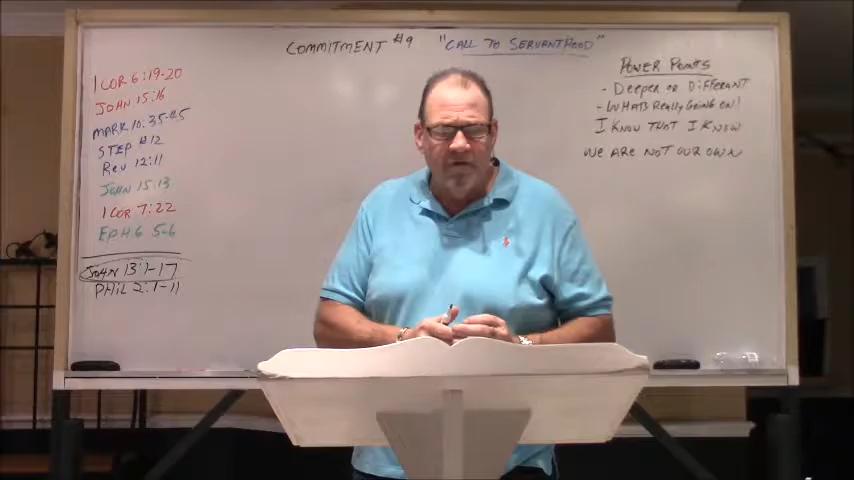 COMMITMENT #9 "CALL TO SERVANTHOOD"
1 COR 6:19-20
JOHN 15:16
MARK 10:35-45
STEP #12
REV 12:11
JOHN 15:13
1 COR 7:22
EPH. 6 5-6
JOHN 13:1-17
PHIL 2:1-11
POWER POINTS
- DEEPER OR DIFFERENT
- WHATS REALLY GOING ON!
I KNOW THAT I KNOW
WE ARE NOT OUR OWN